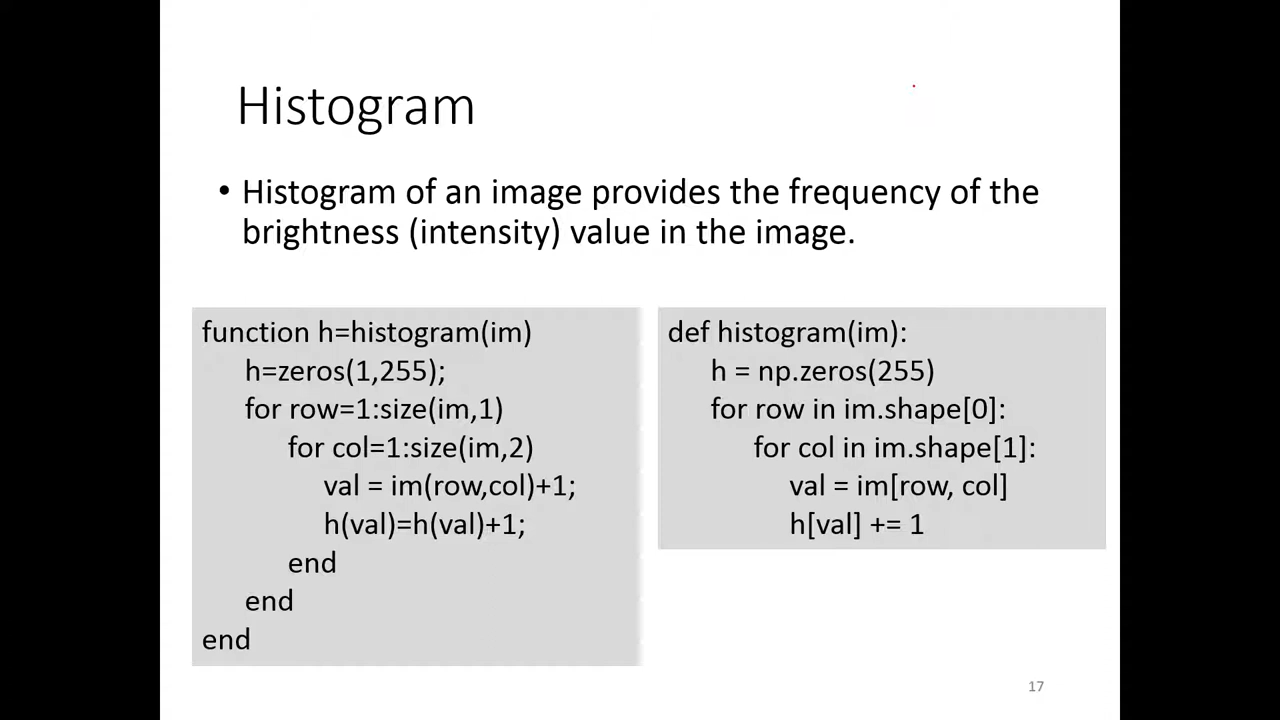 Histogram
• Histogram of an image provides the frequency of the
brightness (intensity) value in the image.
function h=histogram(im)
h=zeros(1,255);
for row=1:size(im,1)
for col=1:size(im,2)
val = im(row,col)+1;
h(val)=h(val)+1;
end
end
end
def histogram(im):
h = np.zeros(255)
for row in im.shape[0]:
for col in im.shape[1]:
val = im[row, col]
h[val] += 1
17